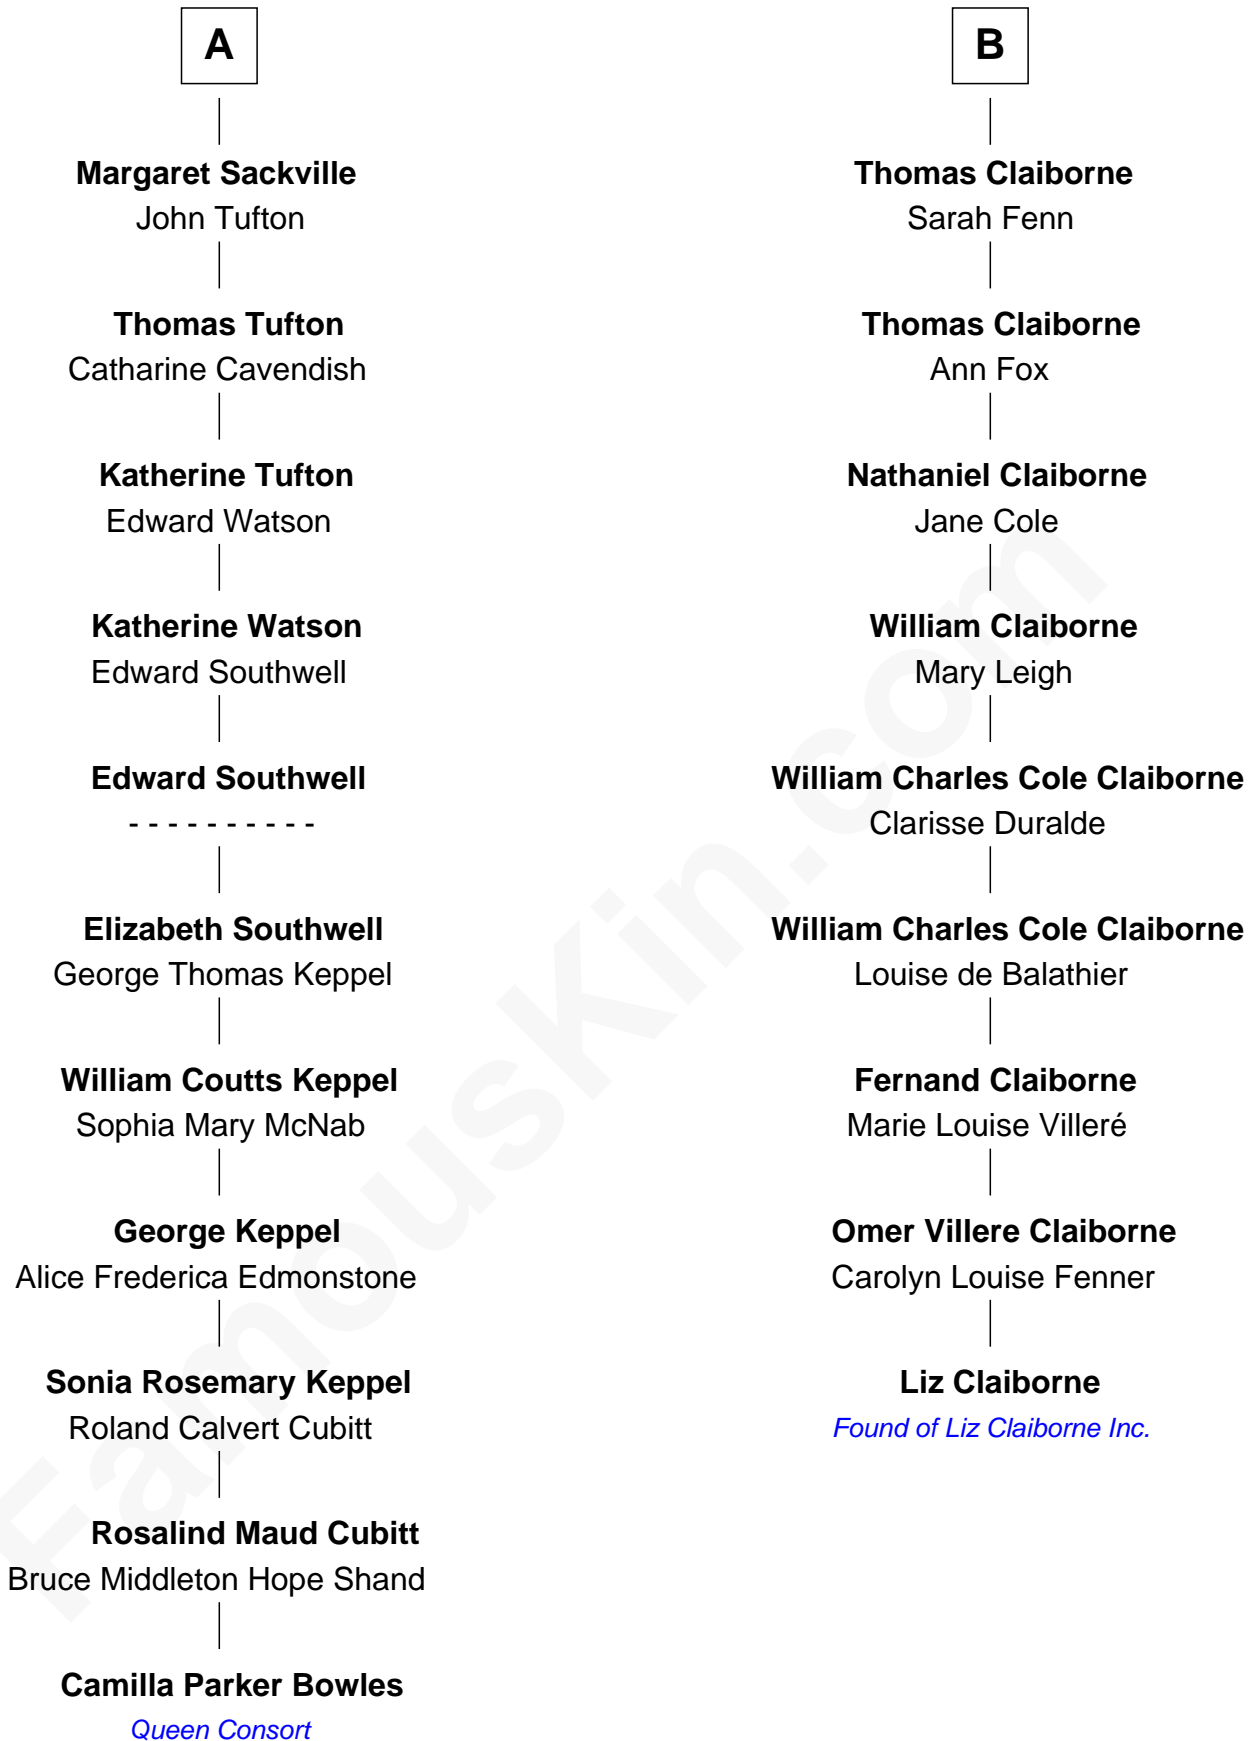 A
Margaret Sackville
John Tufton
Thomas Tufton
Catharine Cavendish
Katherine Tufton
Edward Watson
Katherine Watson
Edward Southwell
Edward Southwell
- - - - - - - - - -
Elizabeth Southwell
George Thomas Keppel
William Coutts Keppel
Sophia Mary McNab
George Keppel
Alice Frederica Edmonstone
Sonia Rosemary Keppel
Roland Calvert Cubitt
Rosalind Maud Cubitt
Bruce Middleton Hope Shand
Camilla Parker Bowles
Queen Consort
B
Thomas Claiborne
Sarah Fenn
Thomas Claiborne
Ann Fox
Nathaniel Claiborne
Jane Cole
William Claiborne
Mary Leigh
William Charles Cole Claiborne
Clarisse Duralde
William Charles Cole Claiborne
Louise de Balathier
Fernand Claiborne
Marie Louise Villeré
Omer Villere Claiborne
Carolyn Louise Fenner
Liz Claiborne
Found of Liz Claiborne Inc.
FamousKin.com